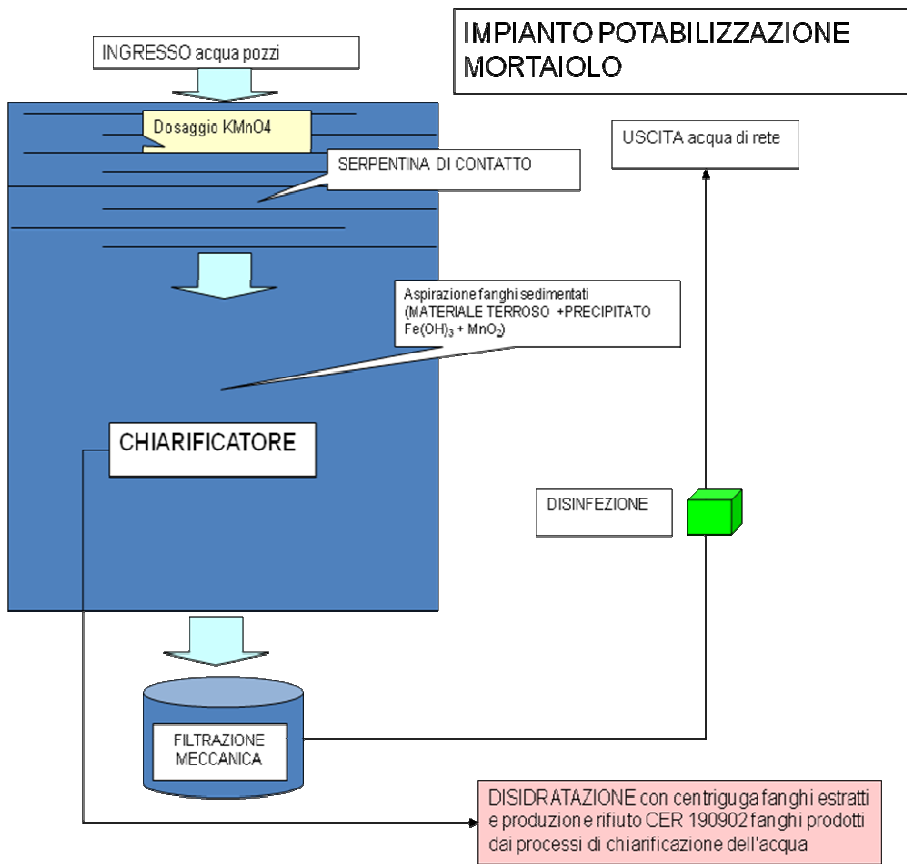 IMPIANTO POTABILIZZAZIONE
MORTAIOLO
INGRESSO acqua pozzi
Dosaggio KMnO4
SERPENTINA DI CONTATTO
USCITA acqua di rete
Aspirazione fanghi sedimentati
(MATERIALE TERROSO +PRECIPITATO
Fe(OH)₃ + MnO₂)
CHIARIFICATORE
DISINFEZIONE
FILTRAZIONE
MECCANICA
DISIDRATAZIONE con centriguga fanghi estratti
e produzione rifiuto CER 190902 fanghi prodotti
dai processi di chiarificazione dell'acqua